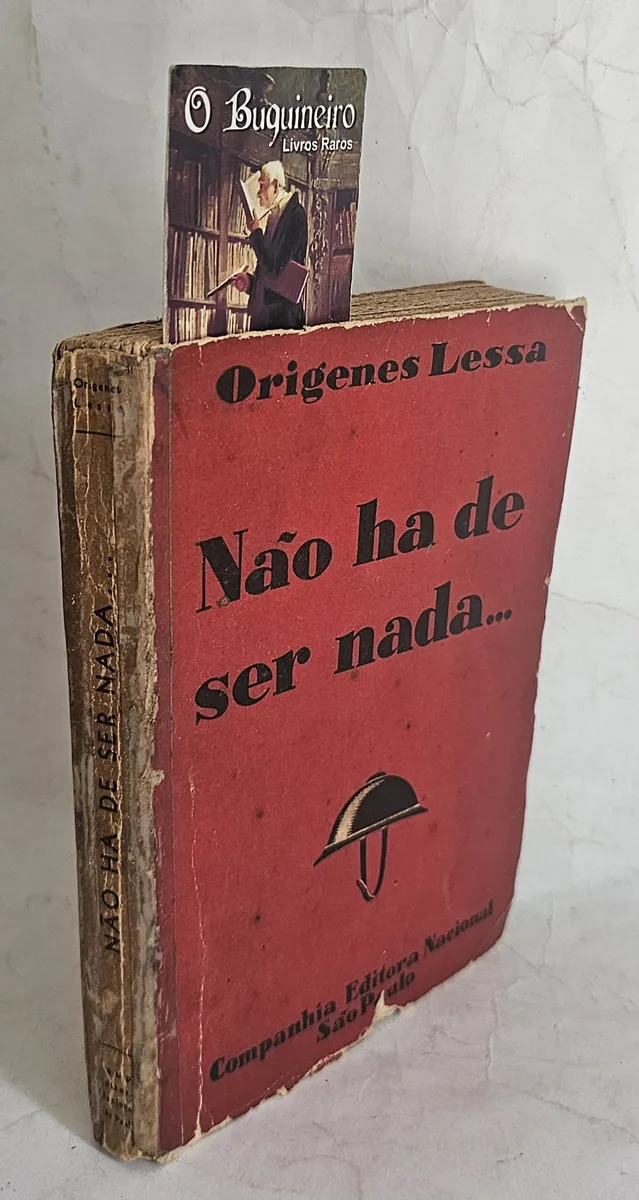 O Buquineiro
Livros Raros
Origenes Lessa
Não ha de
ser nada...
Companhia Editora Nacional
São Paulo
Origenes
NÃO HA DE SER NADA...